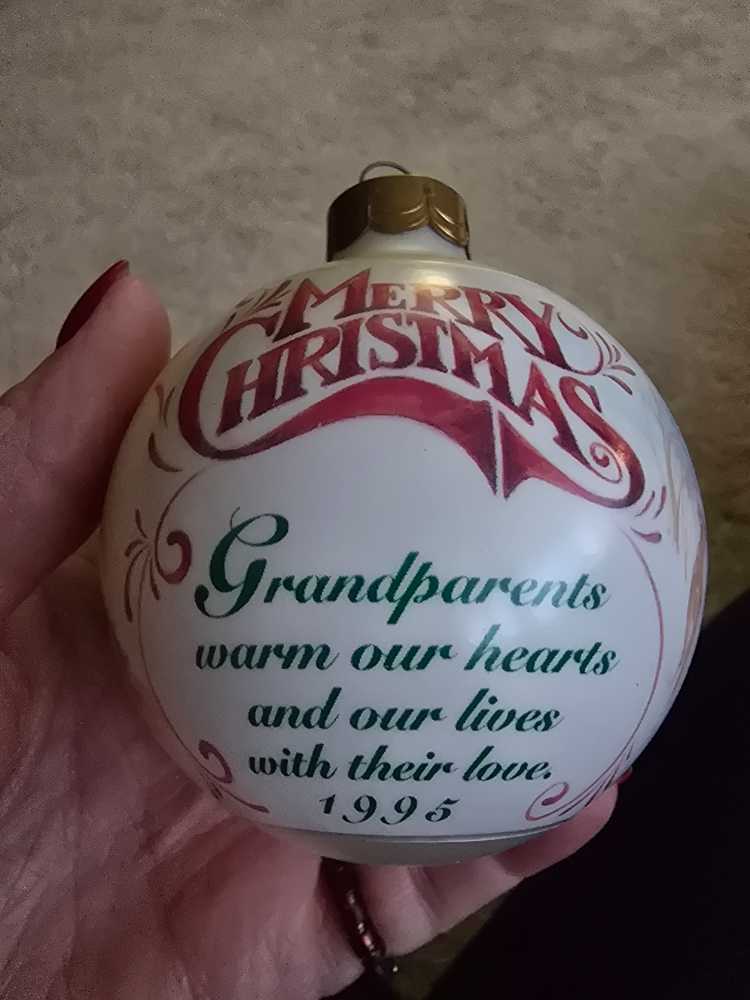 MERRY
CHRISTMAS
Grandparents
warm our hearts
and our lives
with their love.
1995